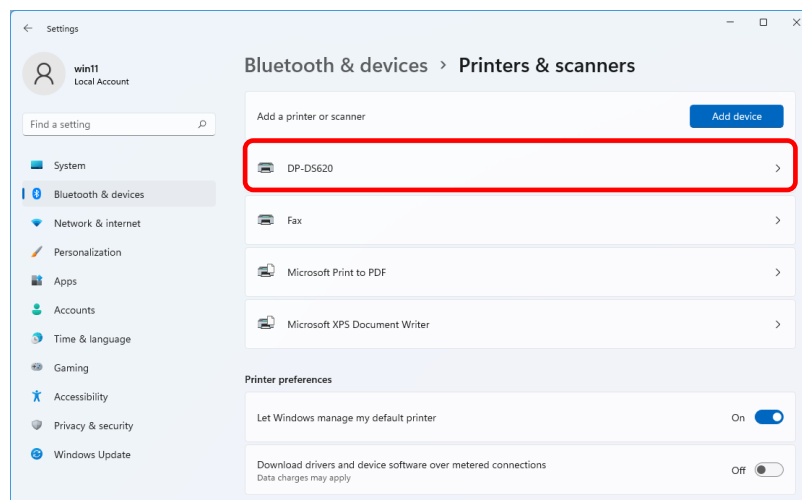 Settings
win11
Local Account
Find a setting
System
Bluetooth & devices
Network & internet
Personalization
Apps
Accounts
Time & language
Gaming
Accessibility
Privacy & security
Windows Update
Bluetooth & devices › Printers & scanners
Add a printer or scanner
Add device
DP-DS620
Fax
Microsoft Print to PDF
Microsoft XPS Document Writer
Printer preferences
Let Windows manage my default printer
On
Download drivers and device software over metered connections
Data charges may apply
Off